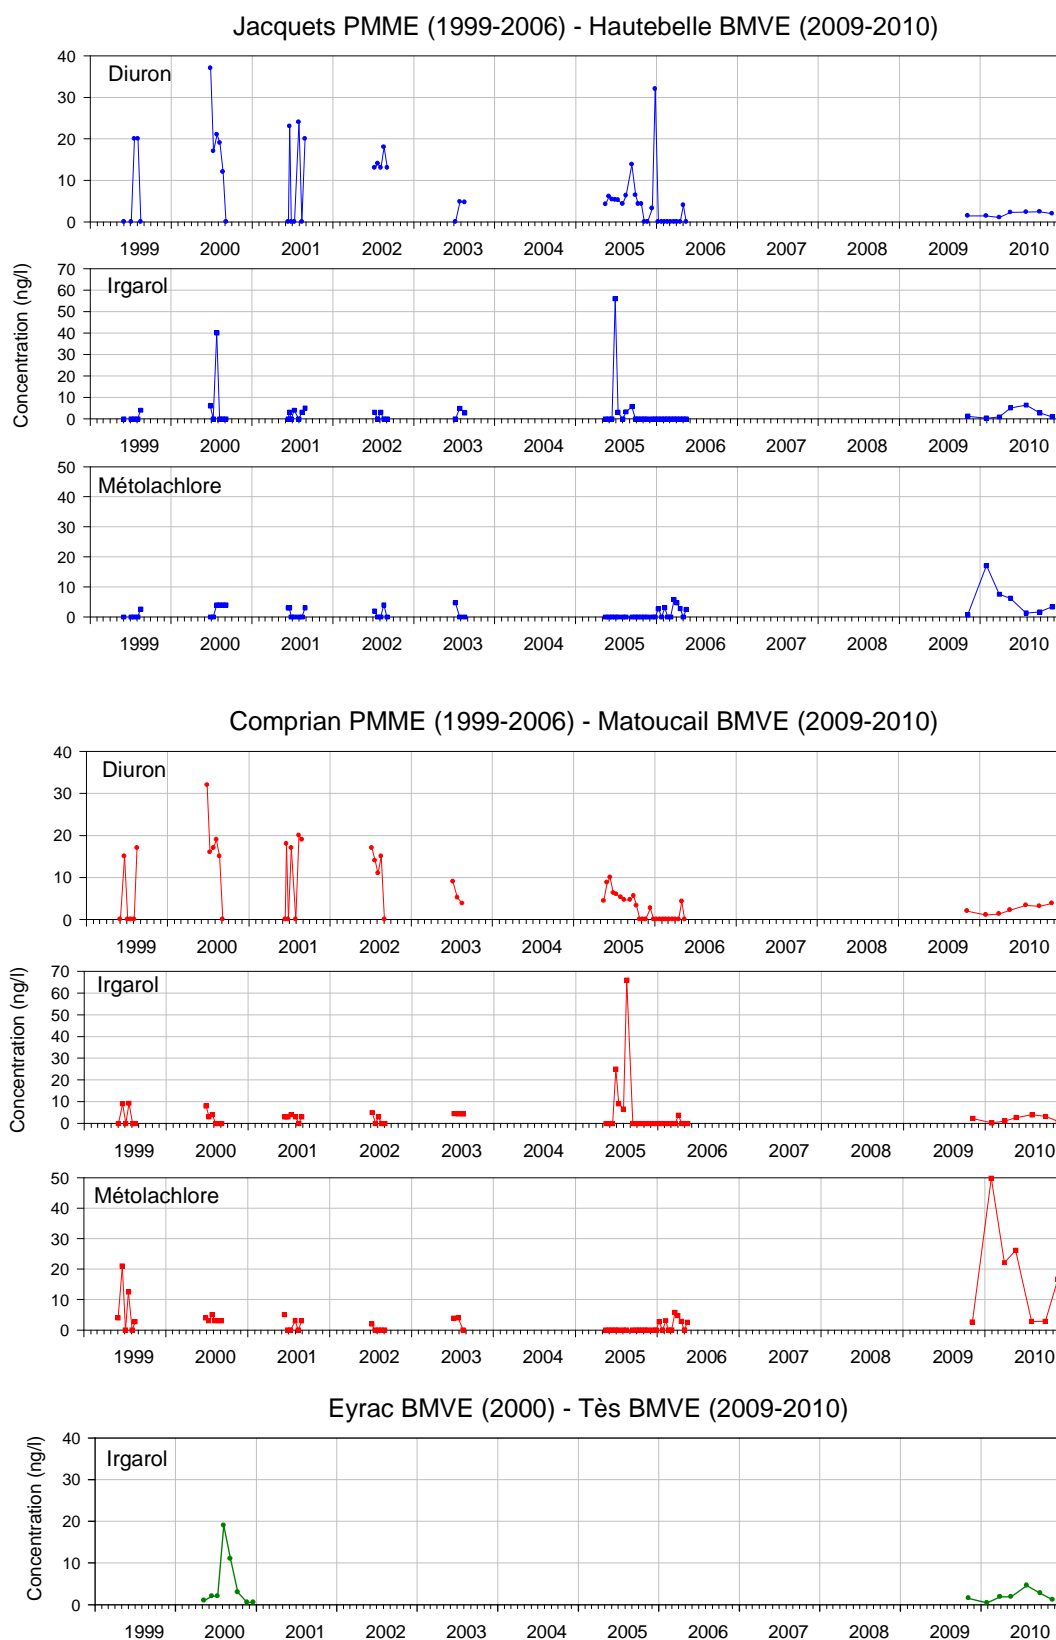 Jacquets PMME (1999-2006) - Hautebelle BMVE (2009-2010)
Concentration (ng/l)
Diuron
40
30
20
10
0
1999 2000 2001 2002 2003 2004 2005 2006 2007 2008 2009 2010
Irgarol
70
60
50
40
30
20
10
0
1999 2000 2001 2002 2003 2004 2005 2006 2007 2008 2009 2010
Métolachlore
50
40
30
20
10
0
1999 2000 2001 2002 2003 2004 2005 2006 2007 2008 2009 2010
Comprian PMME (1999-2006) - Matoucail BMVE (2009-2010)
Concentration (ng/l)
Diuron
40
30
20
10
0
1999 2000 2001 2002 2003 2004 2005 2006 2007 2008 2009 2010
Irgarol
70
60
50
40
30
20
10
0
1999 2000 2001 2002 2003 2004 2005 2006 2007 2008 2009 2010
Métolachlore
50
40
30
20
10
0
1999 2000 2001 2002 2003 2004 2005 2006 2007 2008 2009 2010
Eyrac BMVE (2000) - Tès BMVE (2009-2010)
Concentration (ng/l)
Irgarol
40
30
20
10
0
1999 2000 2001 2002 2003 2004 2005 2006 2007 2008 2009 2010